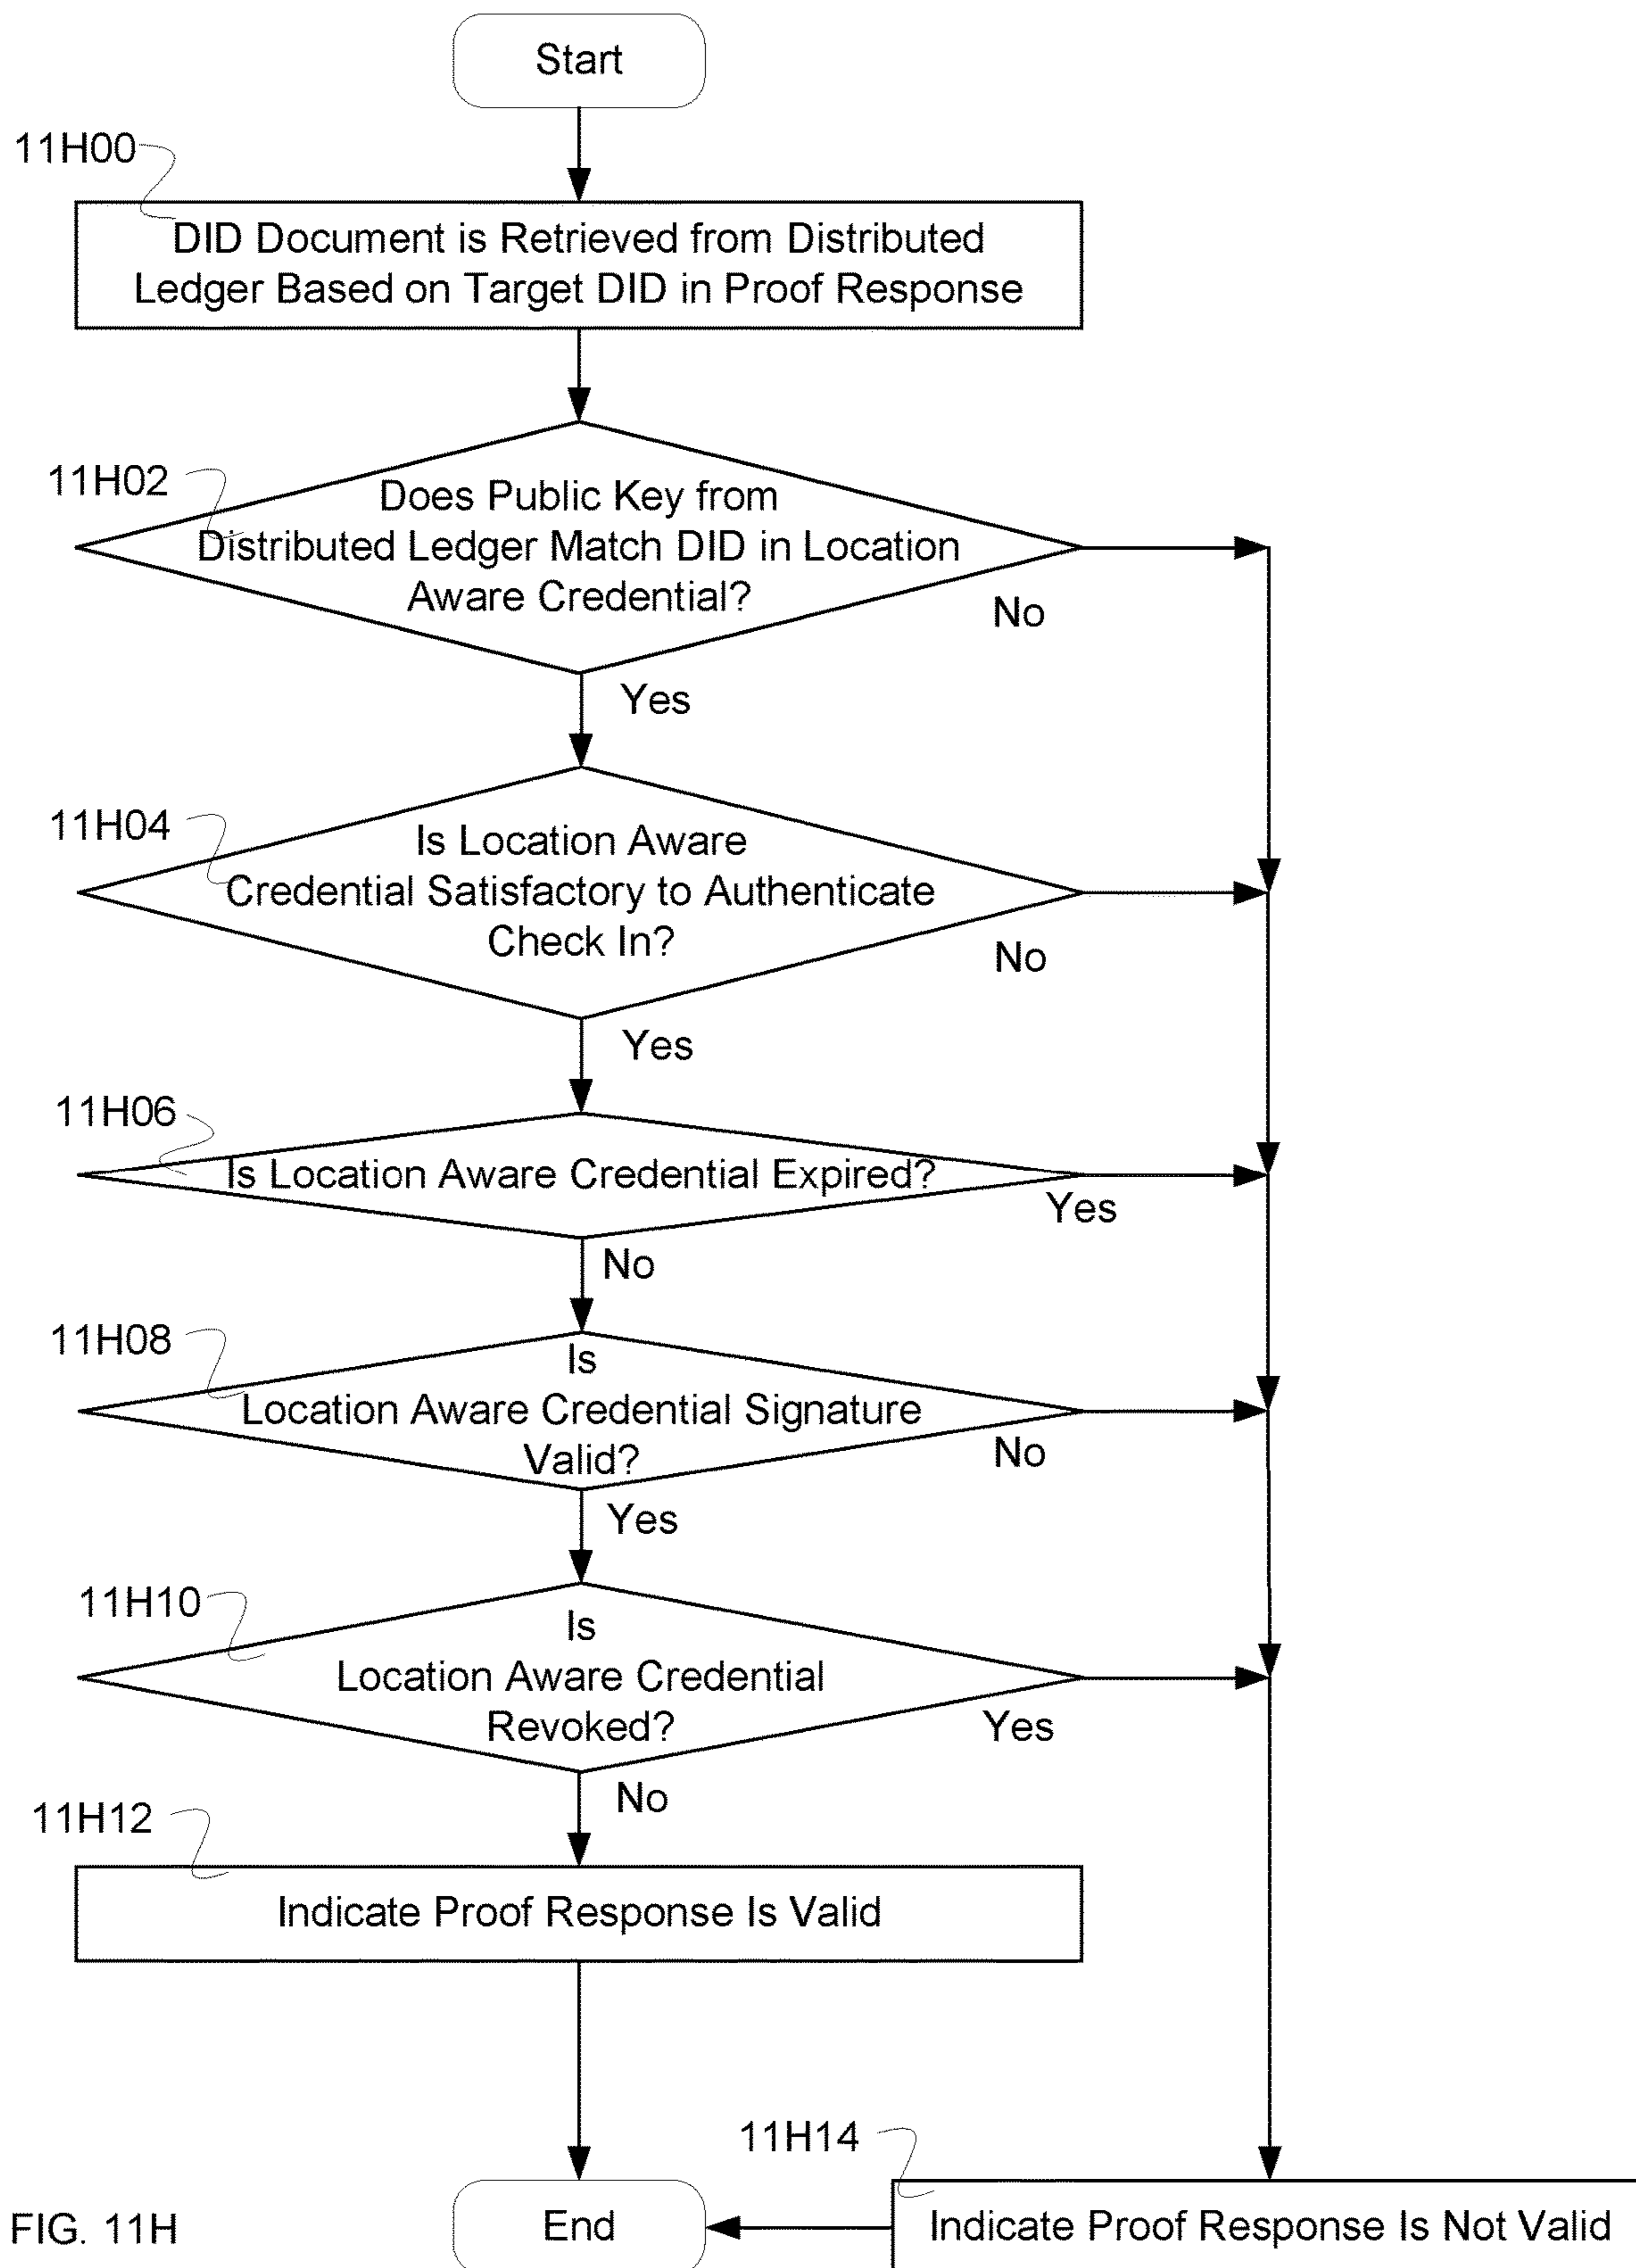 Start
11H00
DID Document is Retrieved from Distributed
Ledger Based on Target DID in Proof Response
11H02
Does Public Key from
Distributed Ledger Match DID in Location
Aware Credential?
No
Yes
11H04
Is Location Aware
Credential Satisfactory to Authenticate
Check In?
No
Yes
11H06
Is Location Aware Credential Expired?
Yes
No
11H08
Is
Location Aware Credential Signature
Valid?
No
Yes
11H10
Is
Location Aware Credential
Revoked?
Yes
No
11H12
Indicate Proof Response Is Valid
11H14
End
Indicate Proof Response Is Not Valid
FIG. 11H